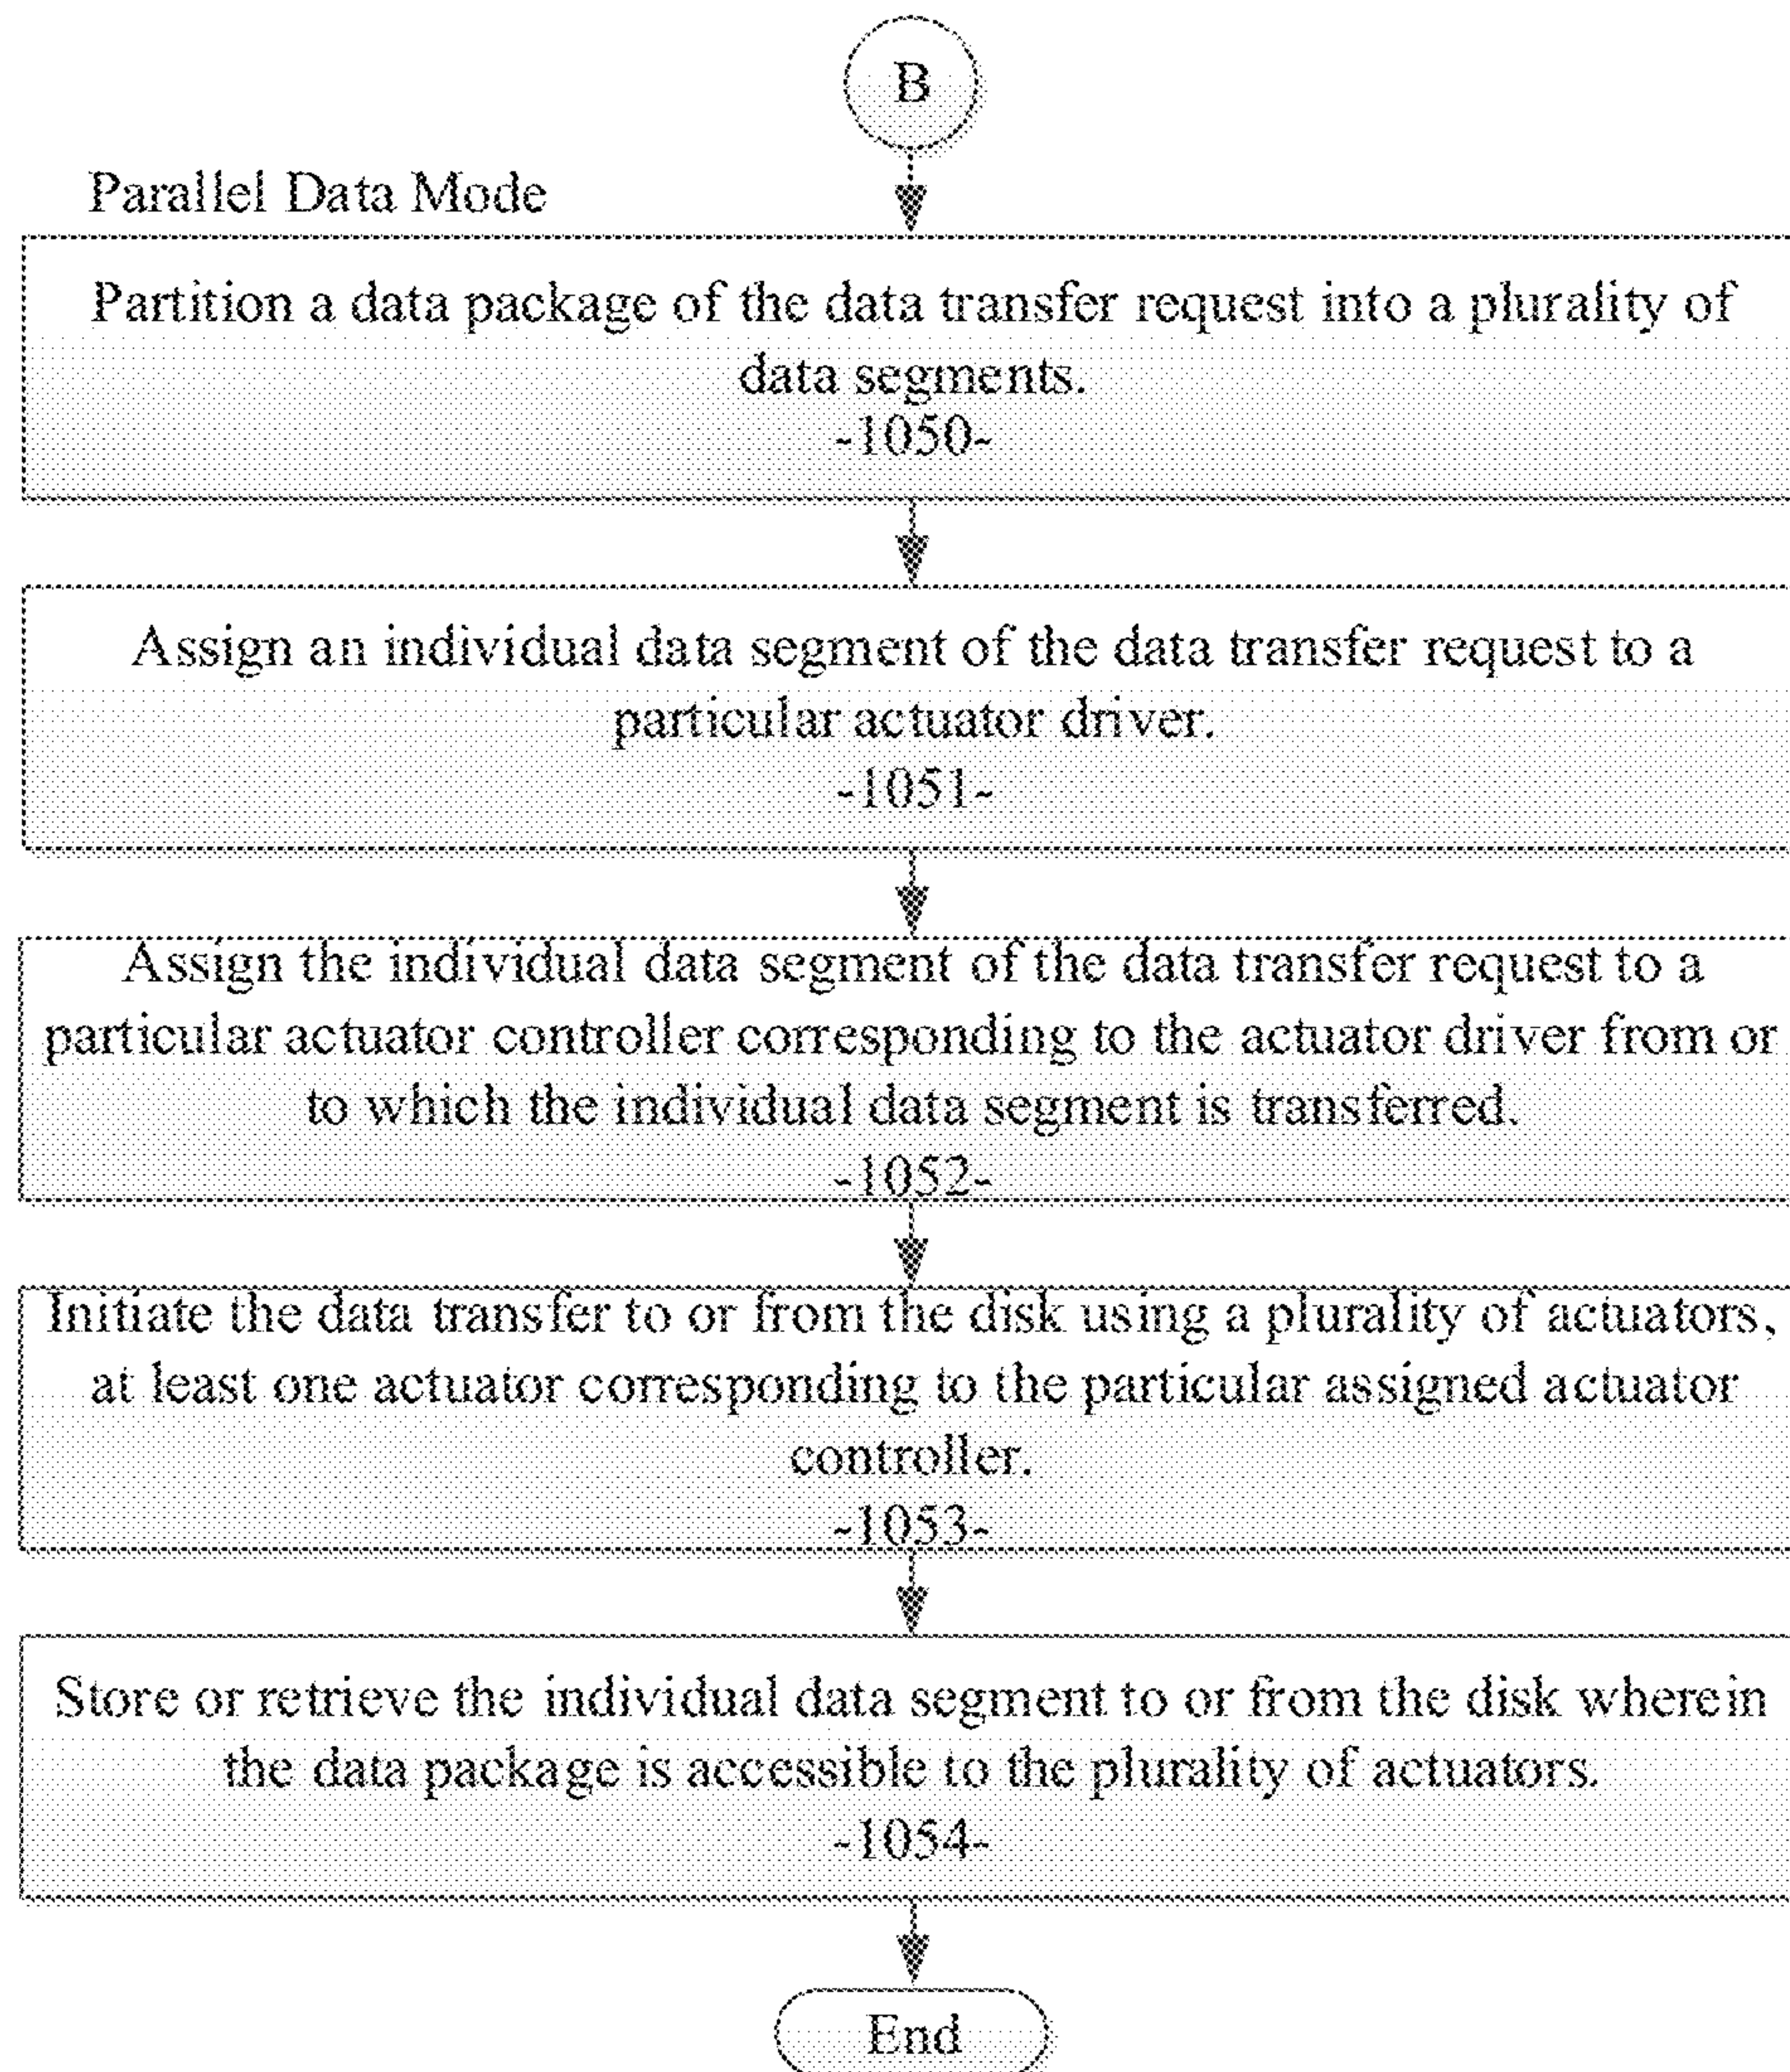 B
Parallel Data Mode
Partition a data package of the data transfer request into a plurality of
data segments.
-1050-
Assign an individual data segment of the data transfer request to a
particular actuator driver.
-1051-
Assign the individual data segment of the data transfer request to a
particular actuator controller corresponding to the actuator driver from or
to which the individual data segment is transferred.
-1052-
Initiate the data transfer to or from the disk using a plurality of actuators,
at least one actuator corresponding to the particular assigned actuator
controller.
-1053-
Store or retrieve the individual data segment to or from the disk wherein
the data package is accessible to the plurality of actuators.
-1054-
End